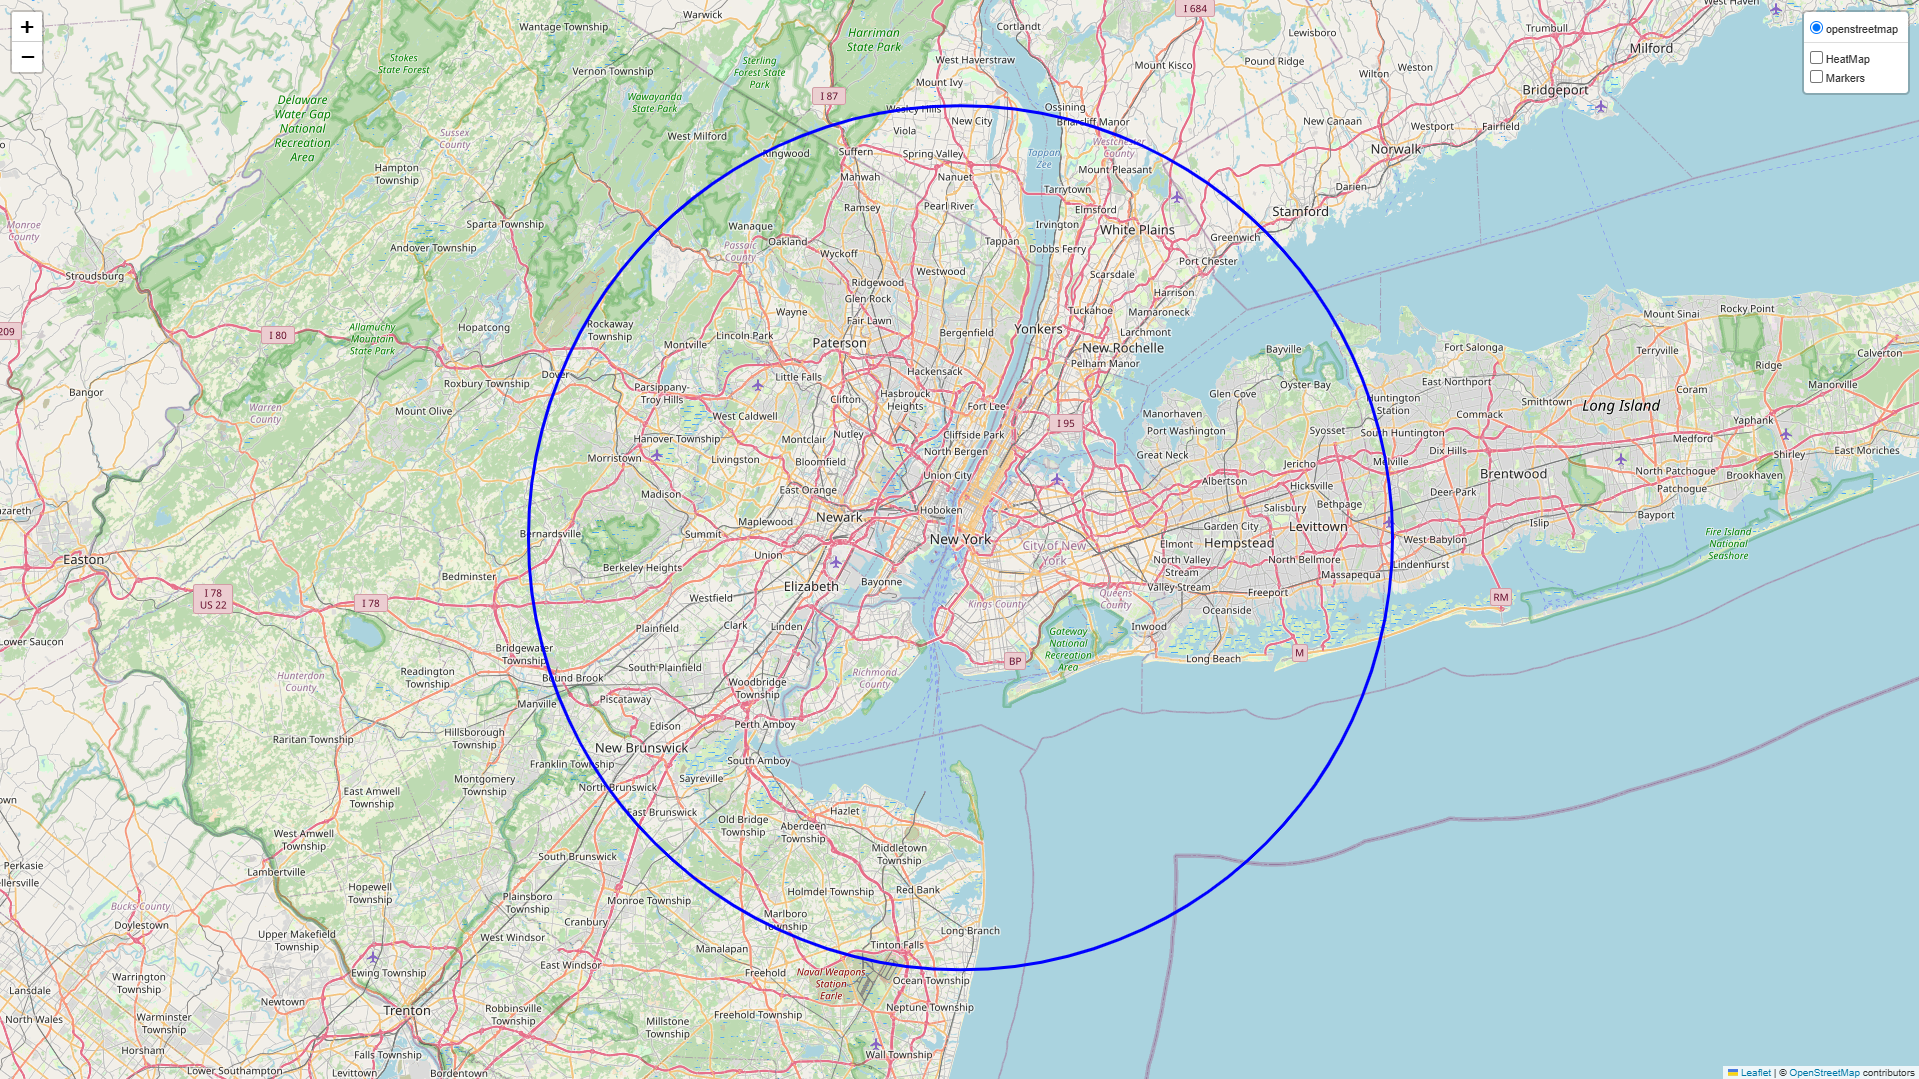 +
−
openstreetmap
HeatMap
Markers
Warwick
Wantage Township
Harriman
State Park
Cortlandt
I 684
West Haven
Lewisboro
Trumbull
Milford
Stokes
State Forest
Vernon Township
Sterling
Forest State
Park
West Haverstraw
Mount Kisco
Pound Ridge
Wilton
Weston
Mount Ivy
Bridgeport
Delaware
Water Gap
National
Recreation
Area
Wawayanda
State Park
I 87
Wesley Hills
New City
Ossining
Briarcliff Manor
New Canaan
Westport
Fairfield
Sussex
County
West Milford
Viola
Westchester
County
Norwalk
Ringwood
Suffern
Spring Valley
Tappan
Zee
Hampton
Township
Mahwah
Nanuet
Mount Pleasant
Darien
Tarrytown
Ramsey
Pearl River
Elmsford
Stamford
Monroe
County
Sparta Township
Wanaque
Irvington
White Plains
Andover Township
Passaic
County
Oakland
Tappan
Dobbs Ferry
Greenwich
Wyckoff
Port Chester
Stroudsburg
Westwood
Scarsdale
Ridgewood
Glen Rock
Harrison
Rocky Point
Mount Sinai
Wayne
Fair Lawn
Tuckahoe
Mamaroneck
209
I 80
Allamuchy
Mountain
State Park
Hopatcong
Rockaway
Township
Lincoln Park
Bergenfield
Yonkers
Larchmont
Montville
Paterson
New Rochelle
Bayville
Fort Salonga
Terryville
Calverton
Pelham Manor
Ridge
Dover
Roxbury Township
Little Falls
Hackensack
Oyster Bay
East Northport
Manorville
Bangor
Parsippany-
Troy Hills
Clifton
Hasbrouck
Heights
Glen Cove
Huntington
Station
Smithtown
Coram
Long Island
Warren
County
Mount Olive
West Caldwell
Fort Lee
Manorhaven
Commack
Yaphank
I 95
Hanover Township
Montclair
Nutley
Cliffside Park
North Bergen
Port Washington
Syosset
South Huntington
Medford
Dix Hills
Shirley
East Moriches
Morristown
Livingston
Bloomfield
Great Neck
Jericho
Melville
Union City
Albertson
Hicksville
Brentwood
North Patchogue
Brookhaven
Madison
East Orange
Deer Park
Patchogue
Hoboken
Salisbury
Bethpage
Bayport
Maplewood
Newark
Garden City
Levittown
Islip
Bernardsville
Summit
New York
City of New
York
Elmont
Hempstead
West Babylon
Fire Island
National
Seashore
Easton
Union
North Valley
Stream
North Bellmore
Lindenhurst
Berkeley Heights
Bedminster
Elizabeth
Bayonne
Valley Stream
Massapequa
Freeport
I 78
US 22
I 78
Westfield
Kings County
Queens
County
Oceanside
RM
Clark
Linden
Inwood
Plainfield
Gateway
National
Recreation
Area
Lower Saucon
Bridgewater
Township
South Plainfield
BP
Long Beach
M
Readington
Township
Hunterdon
County
Bound Brook
Richmond
County
Woodbridge
Township
Manville
Piscataway
Edison
Perth Amboy
Raritan Township
Hillsborough
Township
New Brunswick
Franklin Township
South Amboy
Sayreville
Montgomery
Township
North Brunswick
East Amwell
Township
Hazlet
East Brunswick
Old Bridge
Township
Aberdeen
Township
West Amwell
Township
Middletown
Township
South Brunswick
Perkasie
Lambertville
Hopewell
Township
Holmdel Township
Red Bank
Plainsboro
Township
Monroe Township
Bucks County
Doylestown
Cranbury
Marlboro
Township
Long Branch
Upper Makefield
Township
West Windsor
Manalapan
Tinton Falls
East Windsor
Freehold
Naval Weapons
Station
Earle
Ocean Township
Warrington
Township
Ewing Township
Lansdale
Newtown
Trenton
Robbinsville
Township
Freehold Township
Neptune Township
North Wales
Warminster
Township
Millstone
Township
Horsham
Falls Township
Wall Township
Lower Southampton
Levittown
Bordentown
Leaflet | © OpenStreetMap contributors